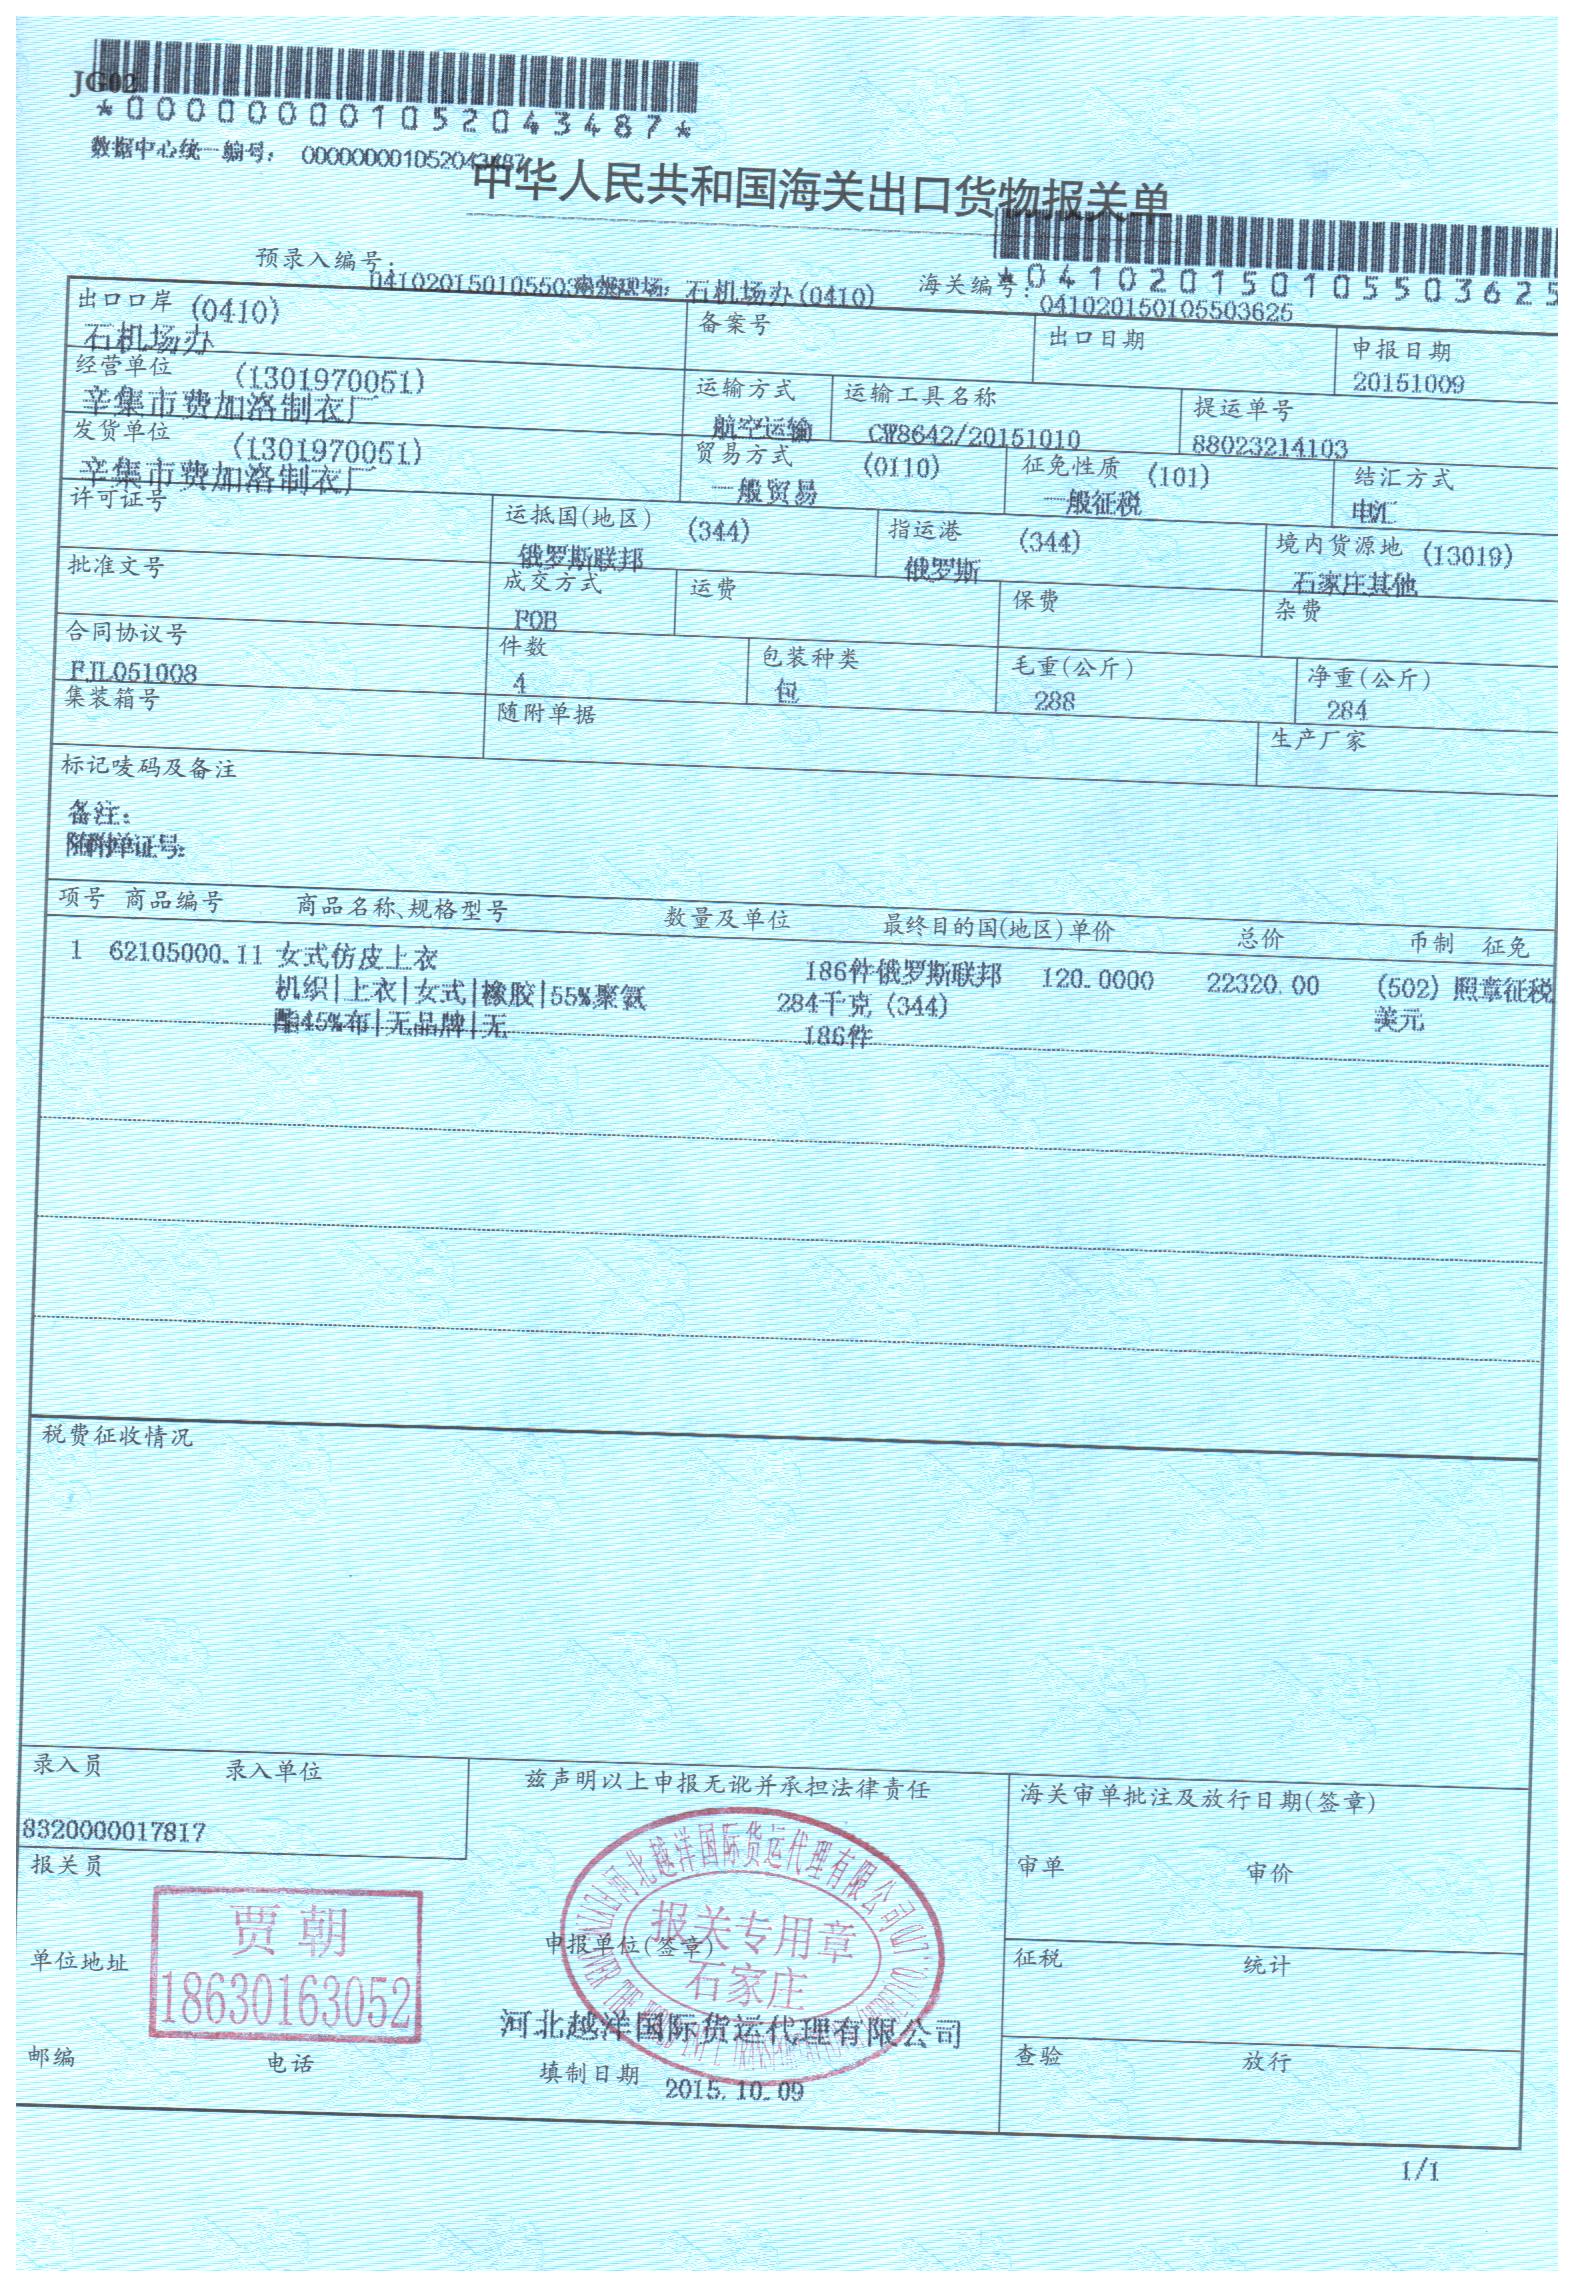 JG02
*000000001052043487*
数据中心统一编号: 000000001052043487
中华人民共和国海关出口货物报关单
预录入编号: 申报现场: 石机场办(0410) 海关编号:
*041020150105503625
041020150105503625
出口口岸 (0410) 备案号 出口日期 申报日期
石机场办 20151009
经营单位 (1301970051) 运输方式 运输工具名称 提运单号
辛集市费加洛制衣厂 航空运输 CW8642/20151010 88023214103
发货单位 (1301970051) 贸易方式 (0110) 征免性质 (101) 结汇方式
辛集市费加洛制衣厂 一般贸易 一般征税 电汇
许可证号 运抵国(地区) (344) 指运港 (344) 境内货源地 (13019)
俄罗斯联邦 俄罗斯 石家庄其他
批准文号 成交方式 运费 保费 杂费
FOB
合同协议号 件数 包装种类 毛重(公斤) 净重(公斤)
FJL051008 4 包 288 284
集装箱号 随附单据 生产厂家
标记唛码及备注
备注:
随附单证号:
项号 商品编号 商品名称、规格型号 数量及单位 最终目的国(地区) 单价 总价 币制 征免
1 62105000.11 女式仿皮上衣 186件 俄罗斯联邦 120.0000 22320.00 (502) 照章征税
机织|上衣|女式|橡胶|55%聚氨 284千克 (344) 美元
酯45%布|无品牌|无 186件
税费征收情况
录入员 录入单位 兹声明以上申报无讹并承担法律责任 海关审单批注及放行日期(签章)
8320000017817
报关员 审单 审价
贾朝
18630163052
单位地址 申报单位(签章) 征税 统计
河北越洋国际货运代理有限公司
报关专用章
石家庄
河北越洋国际货运代理有限公司
邮编 电话 填制日期 2015.10.09 查验 放行
1/1